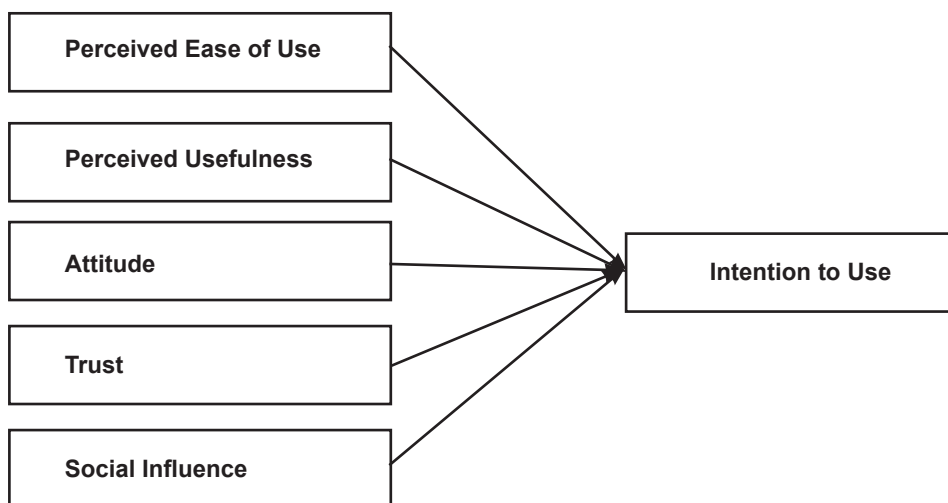 Perceived Ease of Use
Perceived Usefulness
Attitude
Intention to Use
Trust
Social Influence